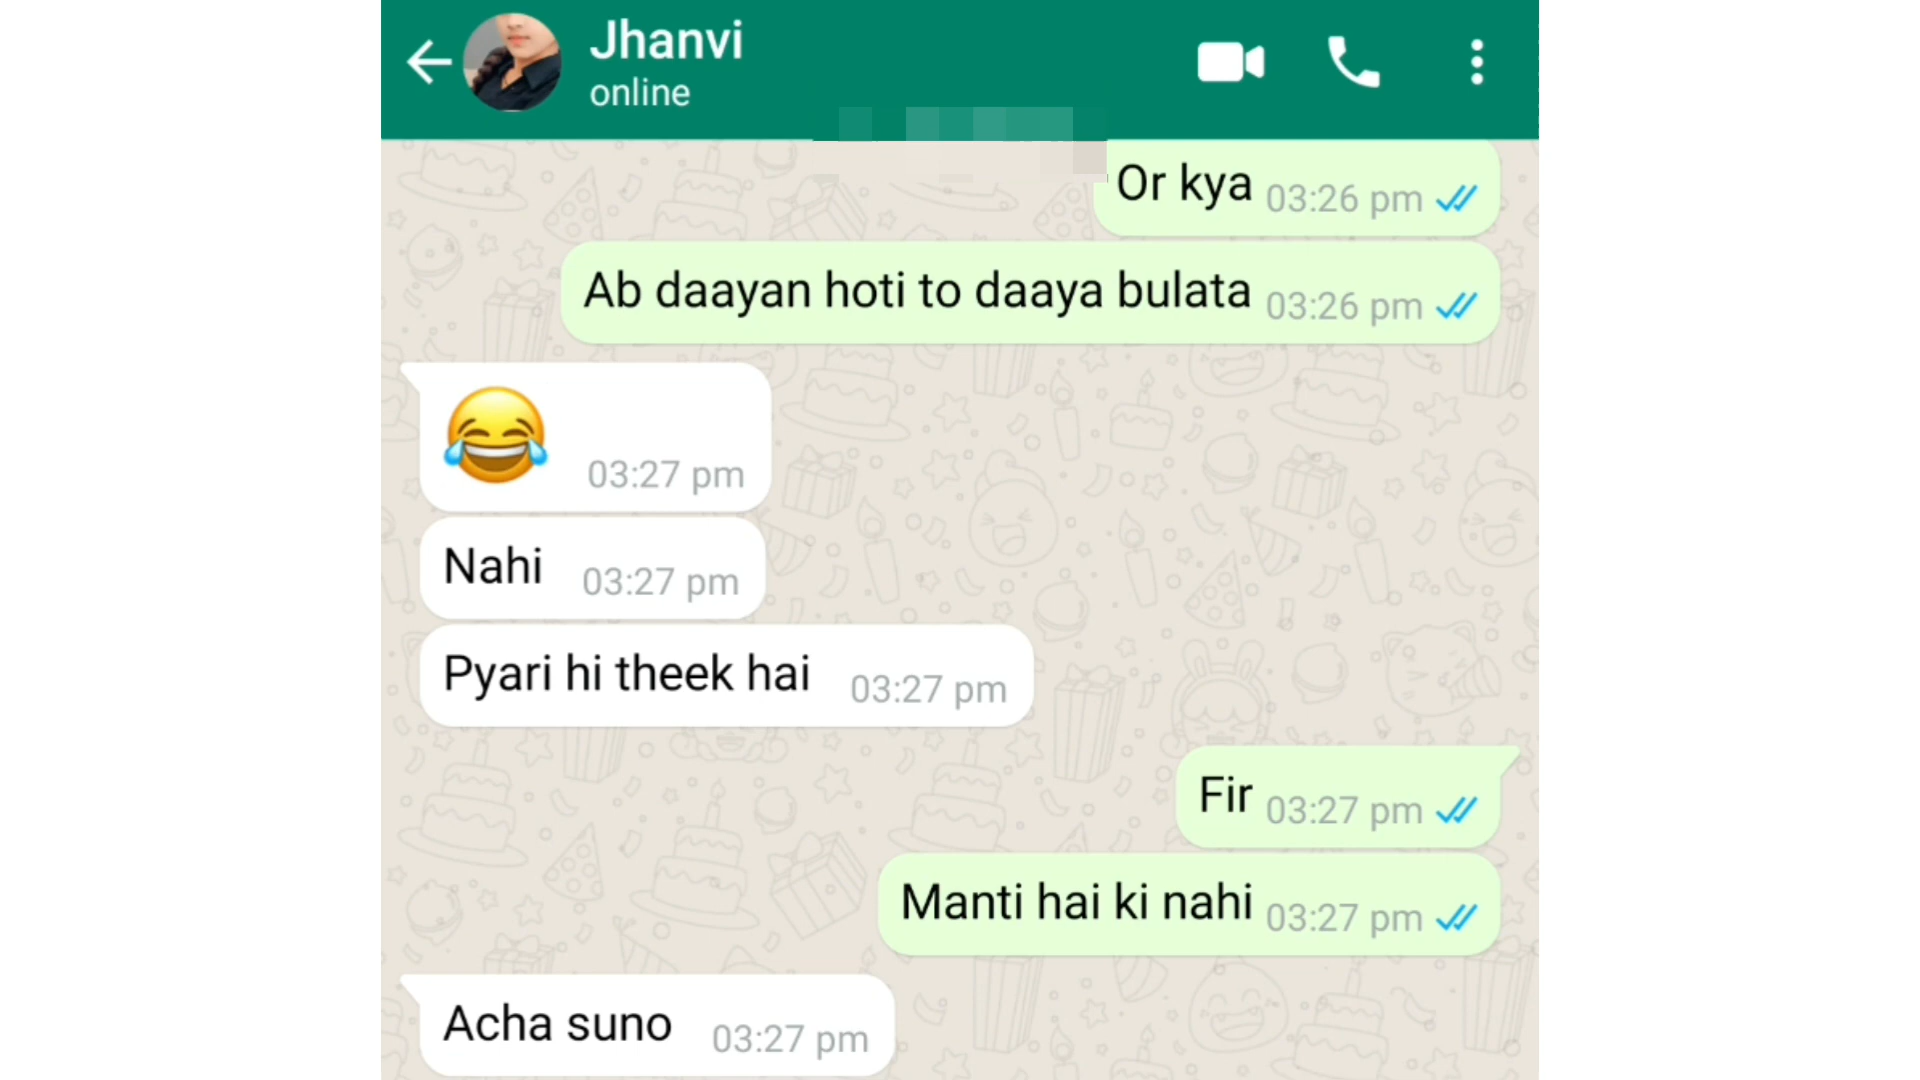 Jhanvi
online
Or kya 03:26 pm
Ab daayan hoti to daaya bulata 03:26 pm
😂 03:27 pm
Nahi 03:27 pm
Pyari hi theek hai 03:27 pm
Fir 03:27 pm
Manti hai ki nahi 03:27 pm
Acha suno 03:27 pm